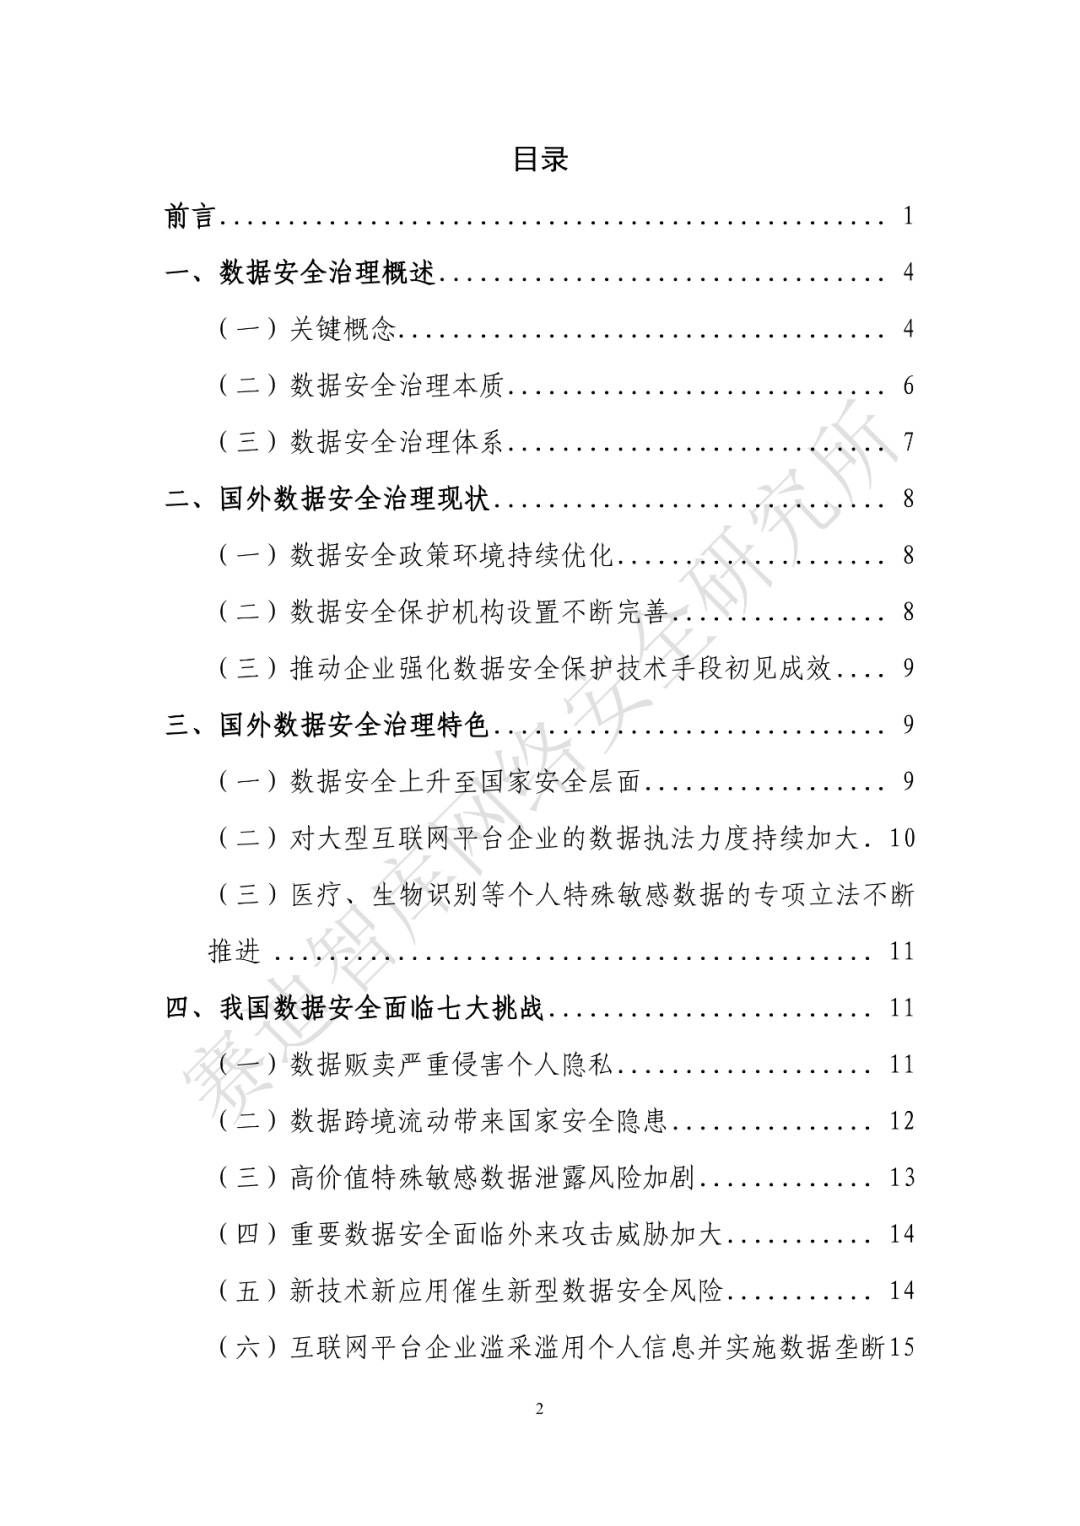 目录
前言................................................. 1
一、数据安全治理概述................................. 4
（一）关键概念.................................... 4
（二）数据安全治理本质............................ 6
（三）数据安全治理体系............................ 7
二、国外数据安全治理现状............................. 8
（一）数据安全政策环境持续优化.................... 8
（二）数据安全保护机构设置不断完善................ 8
（三）推动企业强化数据安全保护技术手段初见成效.... 9
三、国外数据安全治理特色............................. 9
（一）数据安全上升至国家安全层面.................. 9
（二）对大型互联网平台企业的数据执法力度持续加大. 10
（三）医疗、生物识别等个人特殊敏感数据的专项立法不断
推进 ............................................ 11
四、我国数据安全面临七大挑战........................ 11
（一）数据贩卖严重侵害个人隐私................... 11
（二）数据跨境流动带来国家安全隐患............... 12
（三）高价值特殊敏感数据泄露风险加剧............. 13
（四）重要数据安全面临外来攻击威胁加大........... 14
（五）新技术新应用催生新型数据安全风险........... 14
（六）互联网平台企业滥采滥用个人信息并实施数据垄断15
2
赛迪智库网络安全研究所